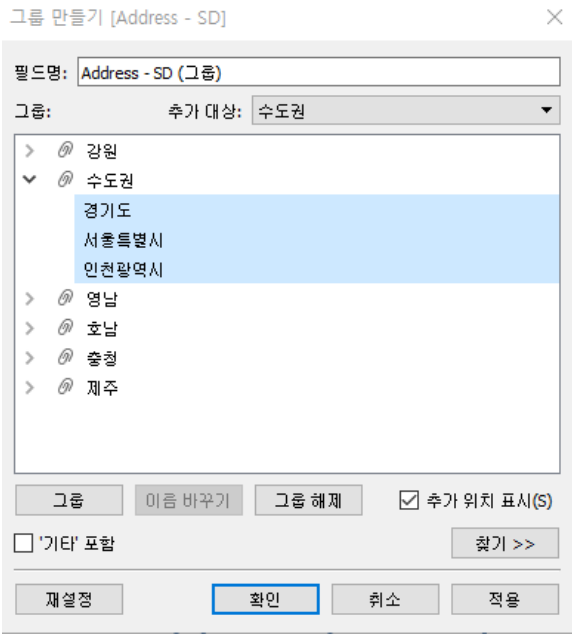 그룹 만들기 [Address - SD]
필드명: Address - SD (그룹)
그룹: 추가 대상: 수도권
강원
수도권
경기도
서울특별시
인천광역시
영남
호남
충청
제주
그룹 이름 바꾸기 그룹 해제 추가 위치 표시(S)
'기타' 포함 찾기 >>
재설정 확인 취소 적용